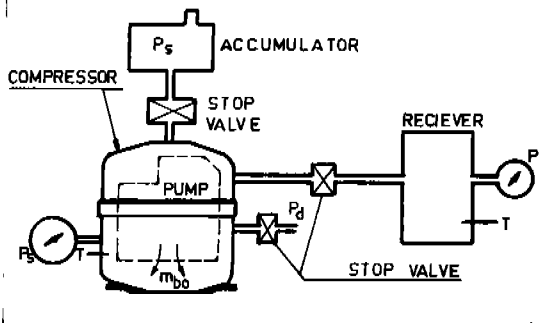 Ps
ACCUMULATOR
COMPRESSOR
STOP
VALVE
RECIEVER
P
PUMP
Pd
T
Ps
T
mbo
STOP VALVE